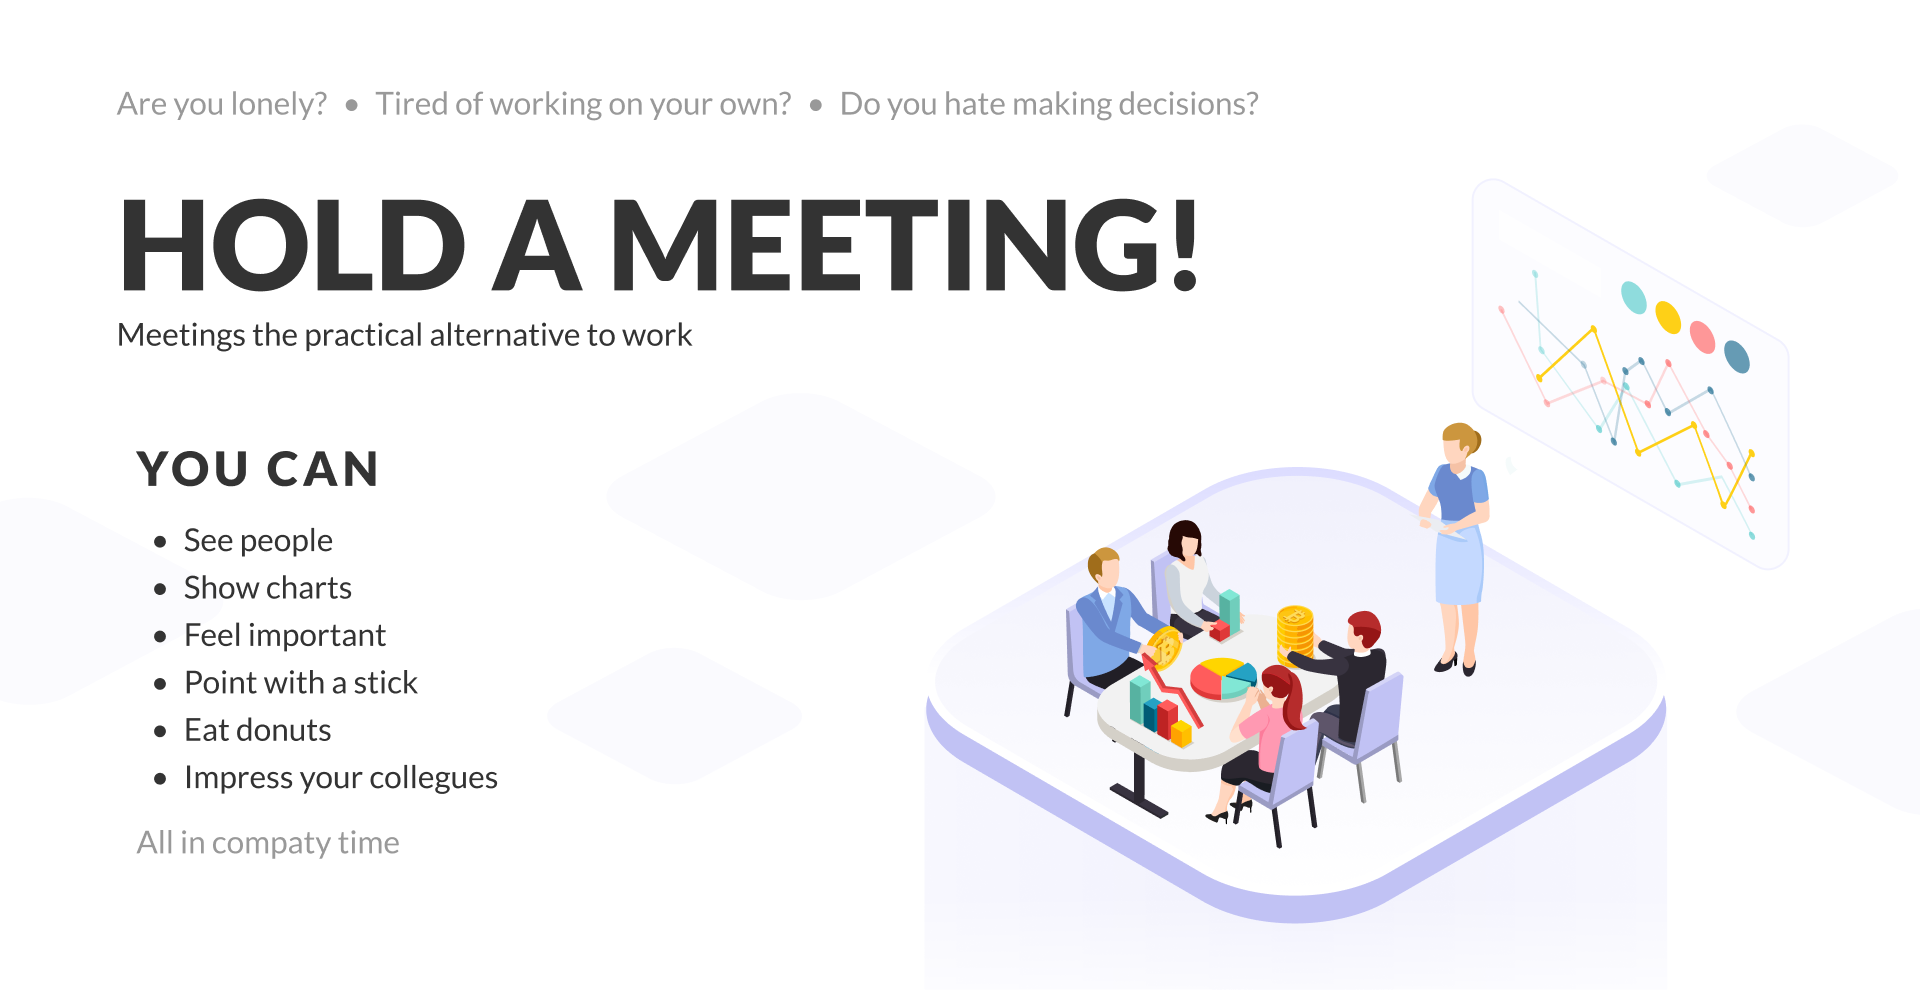 Are you lonely? • Tired of working on your own? • Do you hate making decisions?
HOLD A MEETING!
Meetings the practical alternative to work
YOU CAN
• See people
• Show charts
• Feel important
• Point with a stick
• Eat donuts
• Impress your collegues
All in compaty time